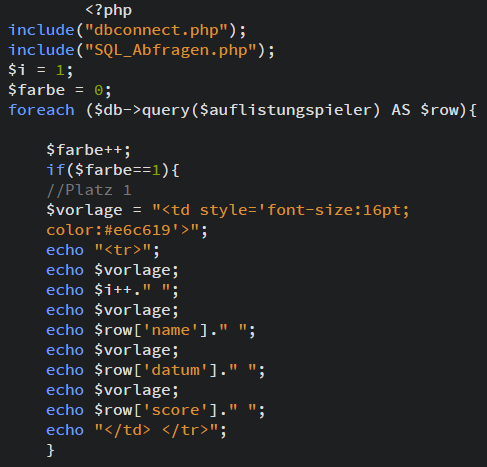 <?php
include("dbconnect.php");
include("SQL_Abfragen.php");
$i = 1;
$farbe = 0;
foreach ($db->query($auflistungspieler) AS $row){
$farbe++;
if($farbe==1){
//Platz 1
$vorlage = "<td style='font-size:16pt;
color:#e6c619'>";
echo "<tr>";
echo $vorlage;
echo $i++." ";
echo $vorlage;
echo $row['name']." ";
echo $vorlage;
echo $row['datum']." ";
echo $vorlage;
echo $row['score']." ";
echo "</td> </tr>";
}